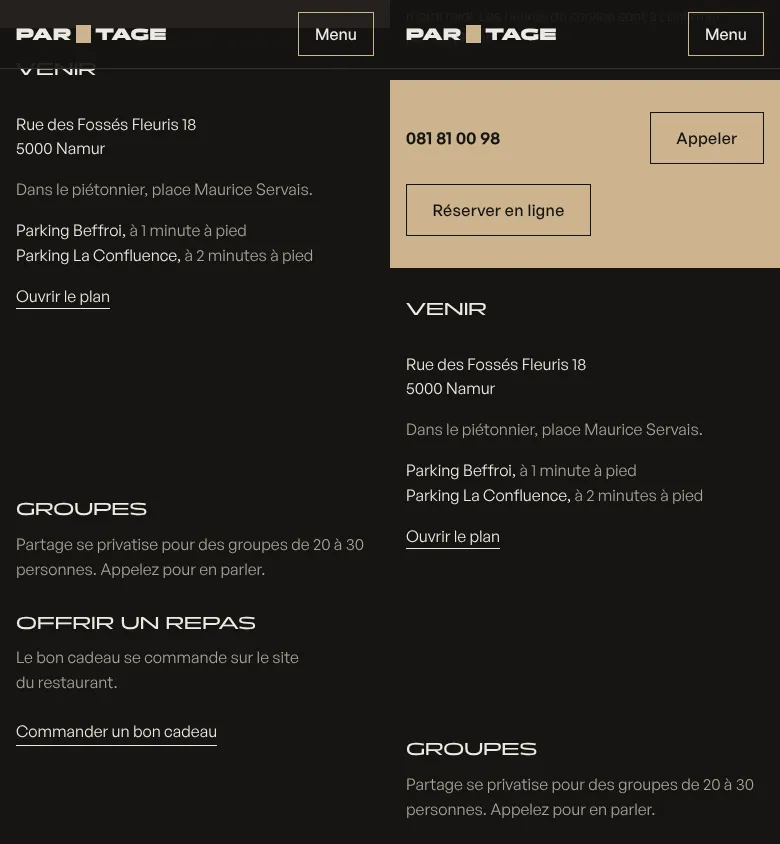 PAR TAGE
Menu
VENIR
Rue des Fossés Fleuris 18
5000 Namur
Dans le piétonnier, place Maurice Servais.
Parking Beffroi, à 1 minute à pied
Parking La Confluence, à 2 minutes à pied
Ouvrir le plan
GROUPES
Partage se privatise pour des groupes de 20 à 30
personnes. Appelez pour en parler.
OFFRIR UN REPAS
Le bon cadeau se commande sur le site
du restaurant.
Commander un bon cadeau
PAR TAGE
Menu
081 81 00 98
Appeler
Réserver en ligne
VENIR
Rue des Fossés Fleuris 18
5000 Namur
Dans le piétonnier, place Maurice Servais.
Parking Beffroi, à 1 minute à pied
Parking La Confluence, à 2 minutes à pied
Ouvrir le plan
GROUPES
Partage se privatise pour des groupes de 20 à 30
personnes. Appelez pour en parler.